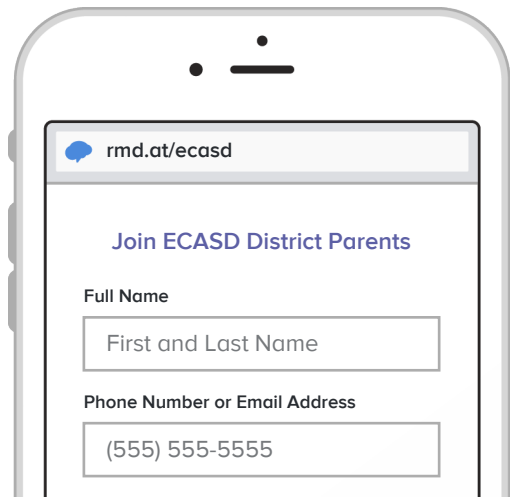 rmd.at/ecasd
Join ECASD District Parents
Full Name
First and Last Name
Phone Number or Email Address
(555) 555-5555